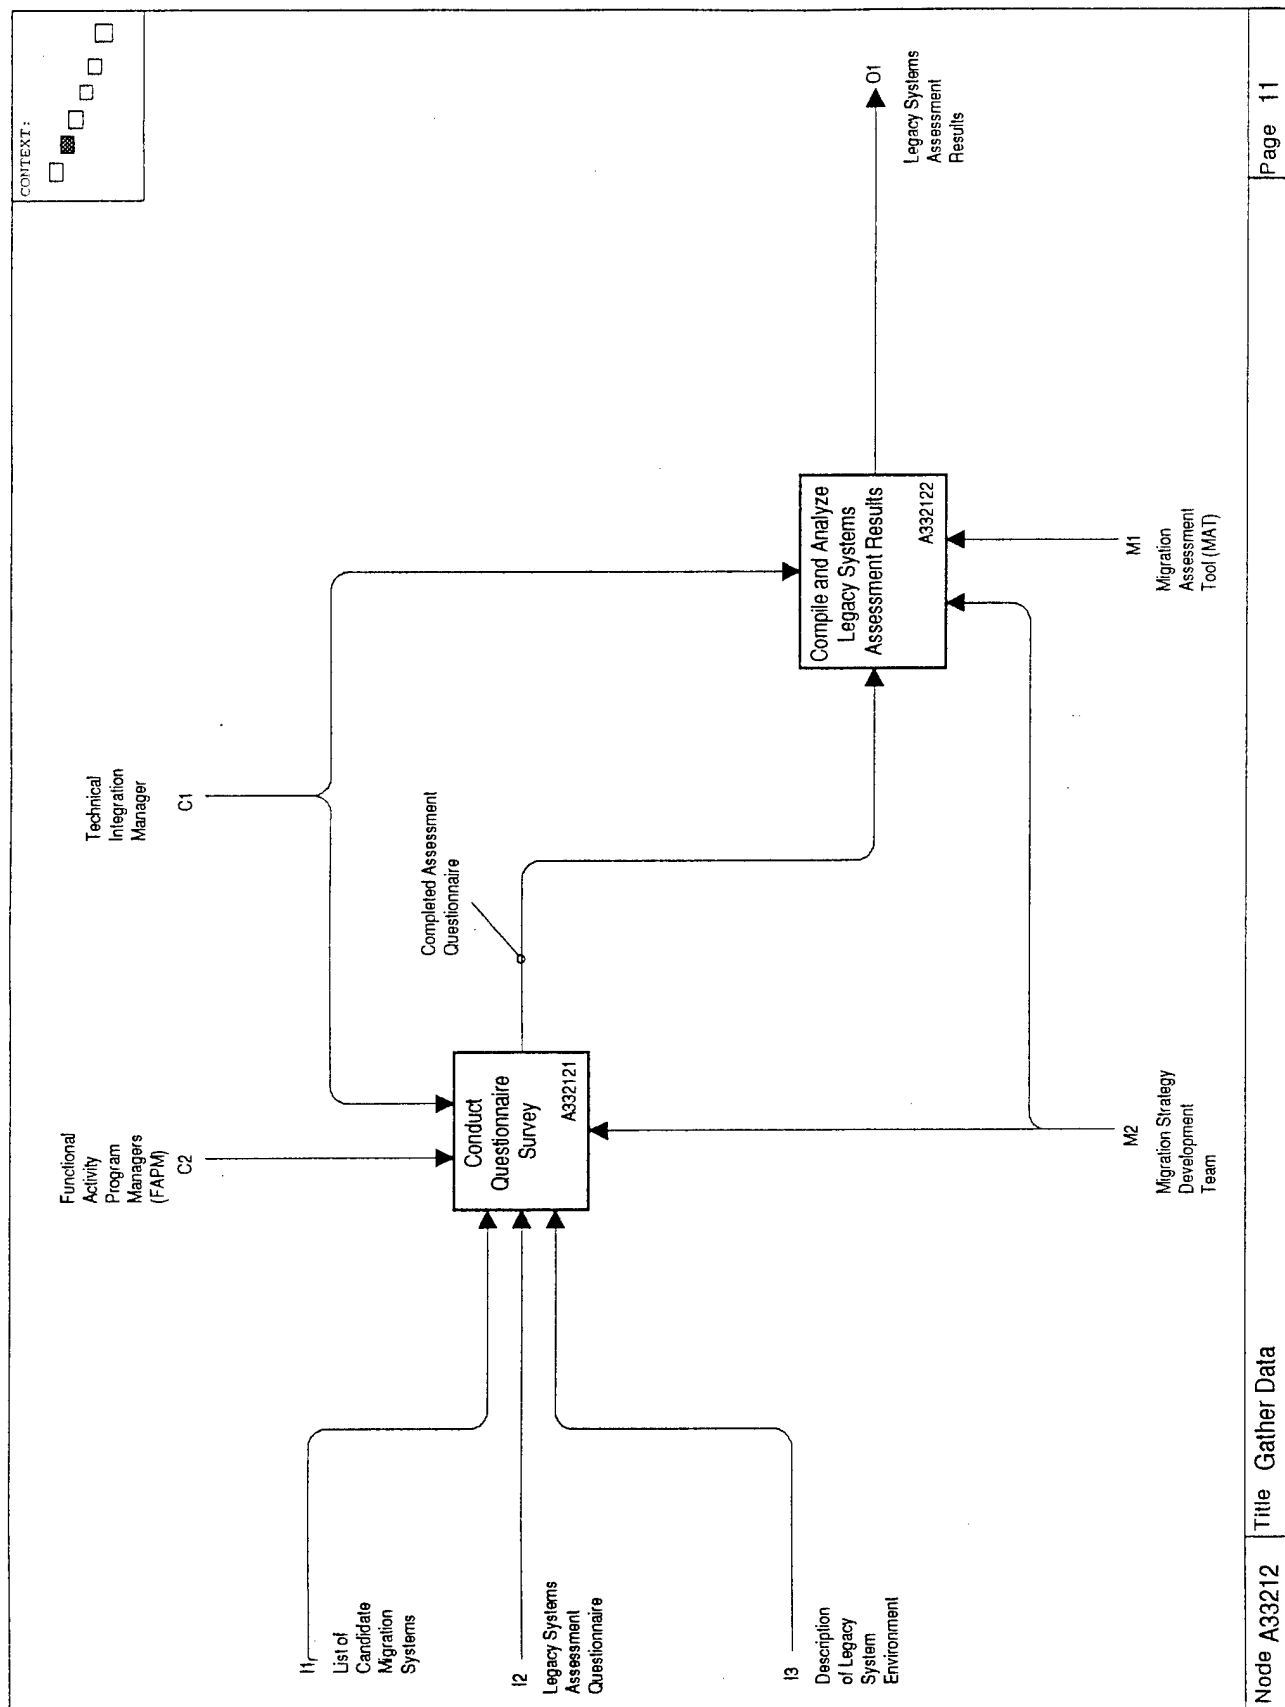 CONTEXT:
Functional
Activity
Program
Managers
(FAPM)
C2
Technical
Integration
Manager
C1
I1
List of
Candidate
Migration
Systems
I2
Legacy Systems
Assessment
Questionnaire
I3
Description
of Legacy
System
Environment
Conduct
Questionnaire
Survey
A332121
Completed Assessment
Questionnaire
Compile and Analyze
Legacy Systems
Assessment Results
A332122
O1
Legacy Systems
Assessment
Results
M2
Migration Strategy
Development
Team
M1
Migration
Assessment
Tool (MAT)
Node A33212
Title Gather Data
Page 11